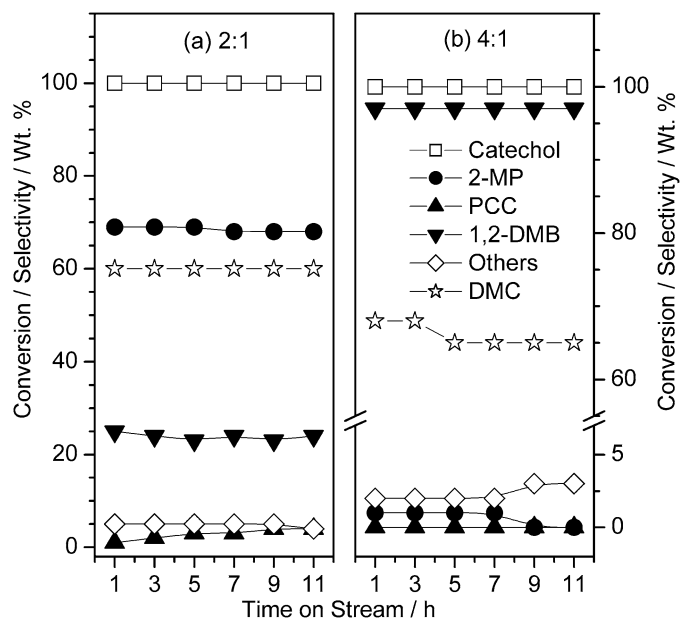 (a) 2:1
(b) 4:1
100
80
60
40
20
0
Conversion / Selectivity / Wt. %
Catechol
2-MP
PCC
1,2-DMB
Others
DMC
100
80
60
5
0
Conversion / Selectivity / Wt. %
1 3 5 7 9 11
1 3 5 7 9 11
Time on Stream / h